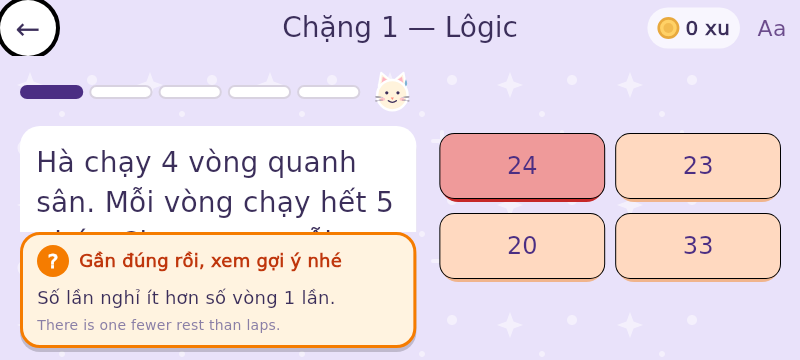 ←
Chặng 1 — Lôgic
0 xu
Aa
Hà chạy 4 vòng quanh
sân. Mỗi vòng chạy hết 5
?
Gần đúng rồi, xem gợi ý nhé
Số lần nghỉ ít hơn số vòng 1 lần.
There is one fewer rest than laps.
24
23
20
33